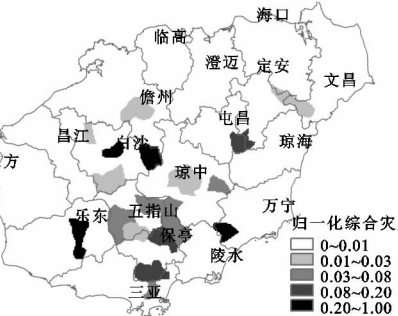 海口
临高
澄迈
定安
文昌
儋州
屯昌
昌江
白沙
琼海
方
琼中
乐东
五指山
万宁
保亭
陵水
三亚
归一化综合灾
0~0.01
0.01~0.03
0.03~0.08
0.08~0.20
0.20~1.00